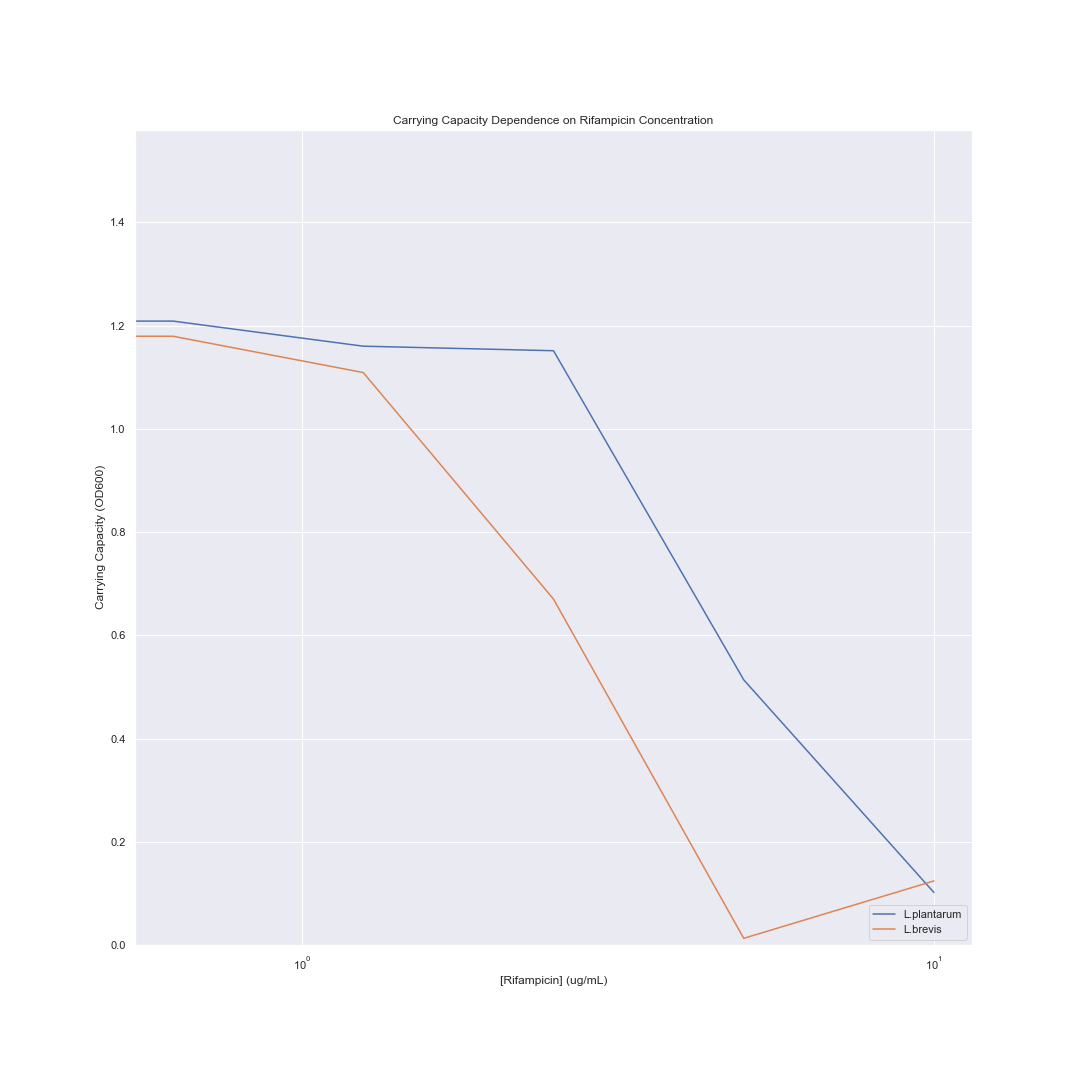 Carrying Capacity Dependence on Rifampicin Concentration
1.4
1.2
1.0
0.8
0.6
0.4
0.2
0.0
Carrying Capacity (OD600)
L.plantarum
L.brevis
10⁰
10¹
[Rifampicin] (ug/mL)